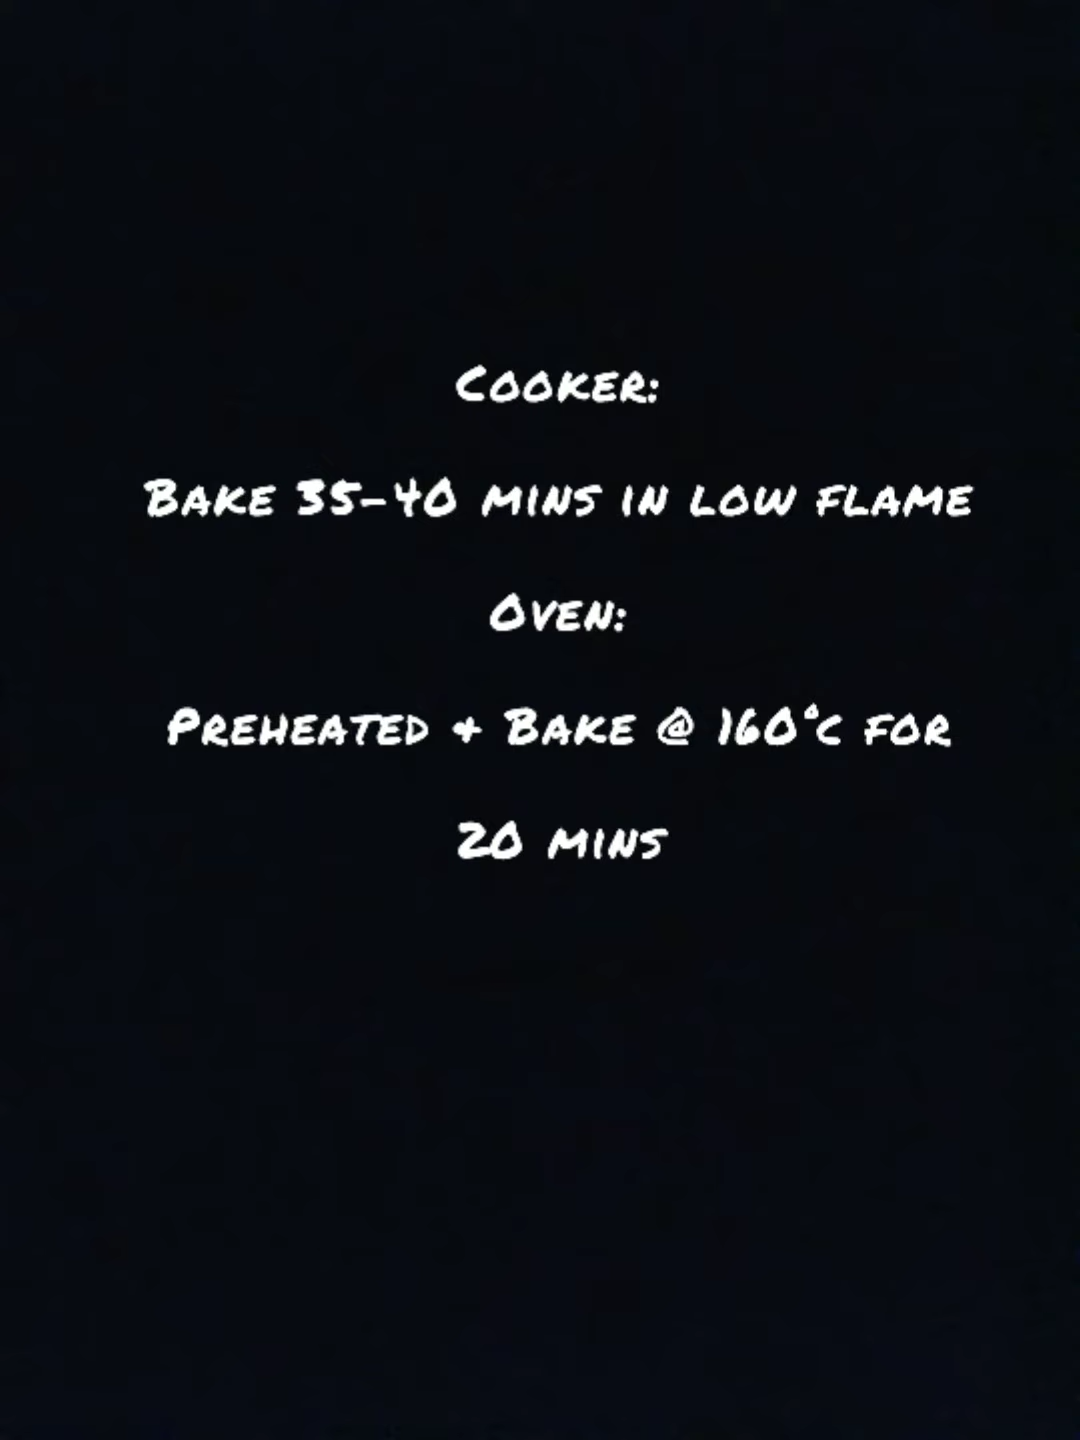 Cooker:
Bake 35-40 mins in low flame
Oven:
Preheated & Bake @ 160°c for
20 mins